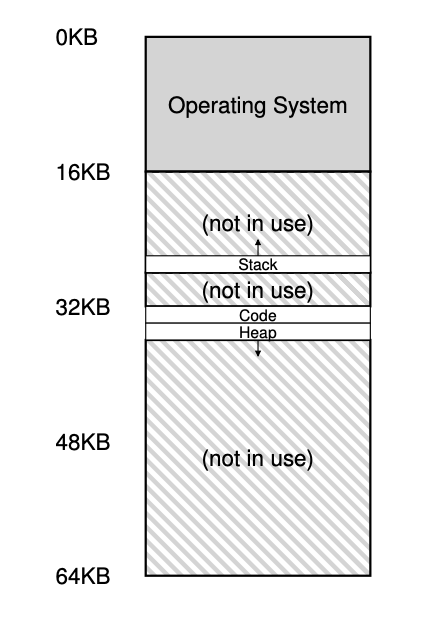 0KB
Operating System
16KB
(not in use)
Stack
(not in use)
32KB
Code
Heap
48KB
(not in use)
64KB